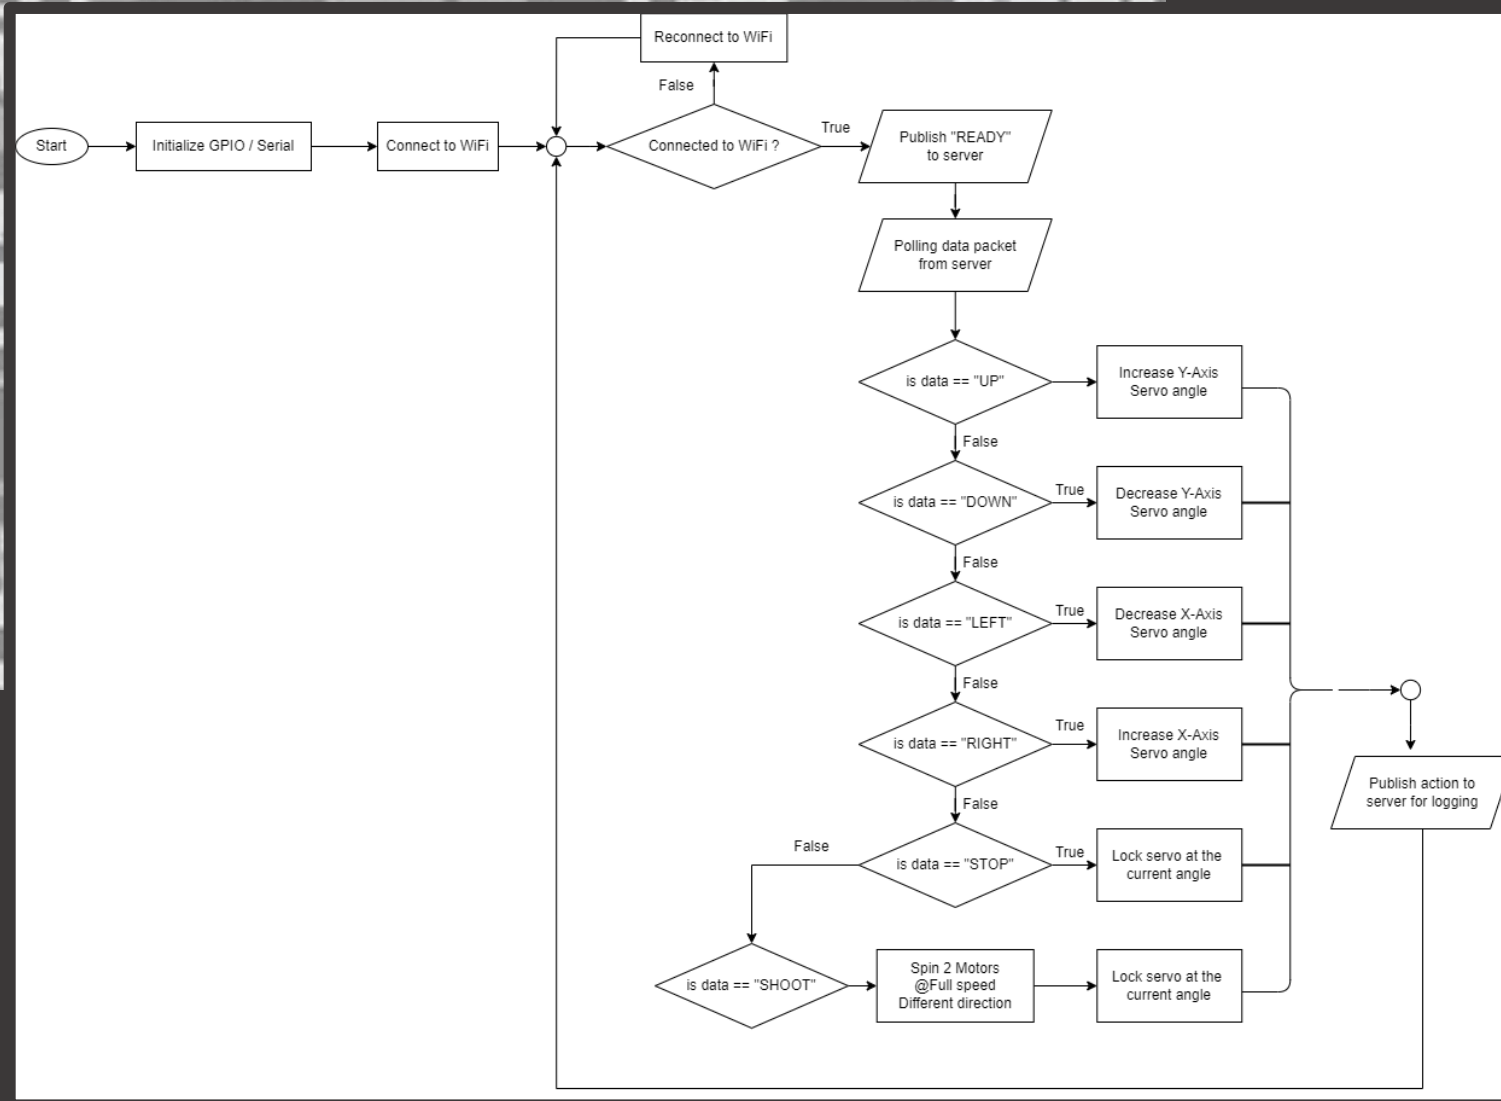 Reconnect to WiFi
False
Start
Initialize GPIO / Serial
Connect to WiFi
Connected to WiFi ?
True
Publish "READY"
to server
Polling data packet
from server
is data == "UP"
Increase Y-Axis
Servo angle
False
is data == "DOWN"
True
Decrease Y-Axis
Servo angle
False
is data == "LEFT"
True
Decrease X-Axis
Servo angle
False
is data == "RIGHT"
True
Increase X-Axis
Servo angle
False
Publish action to
server for logging
False
is data == "STOP"
True
Lock servo at the
current angle
is data == "SHOOT"
Spin 2 Motors
@Full speed
Different direction
Lock servo at the
current angle